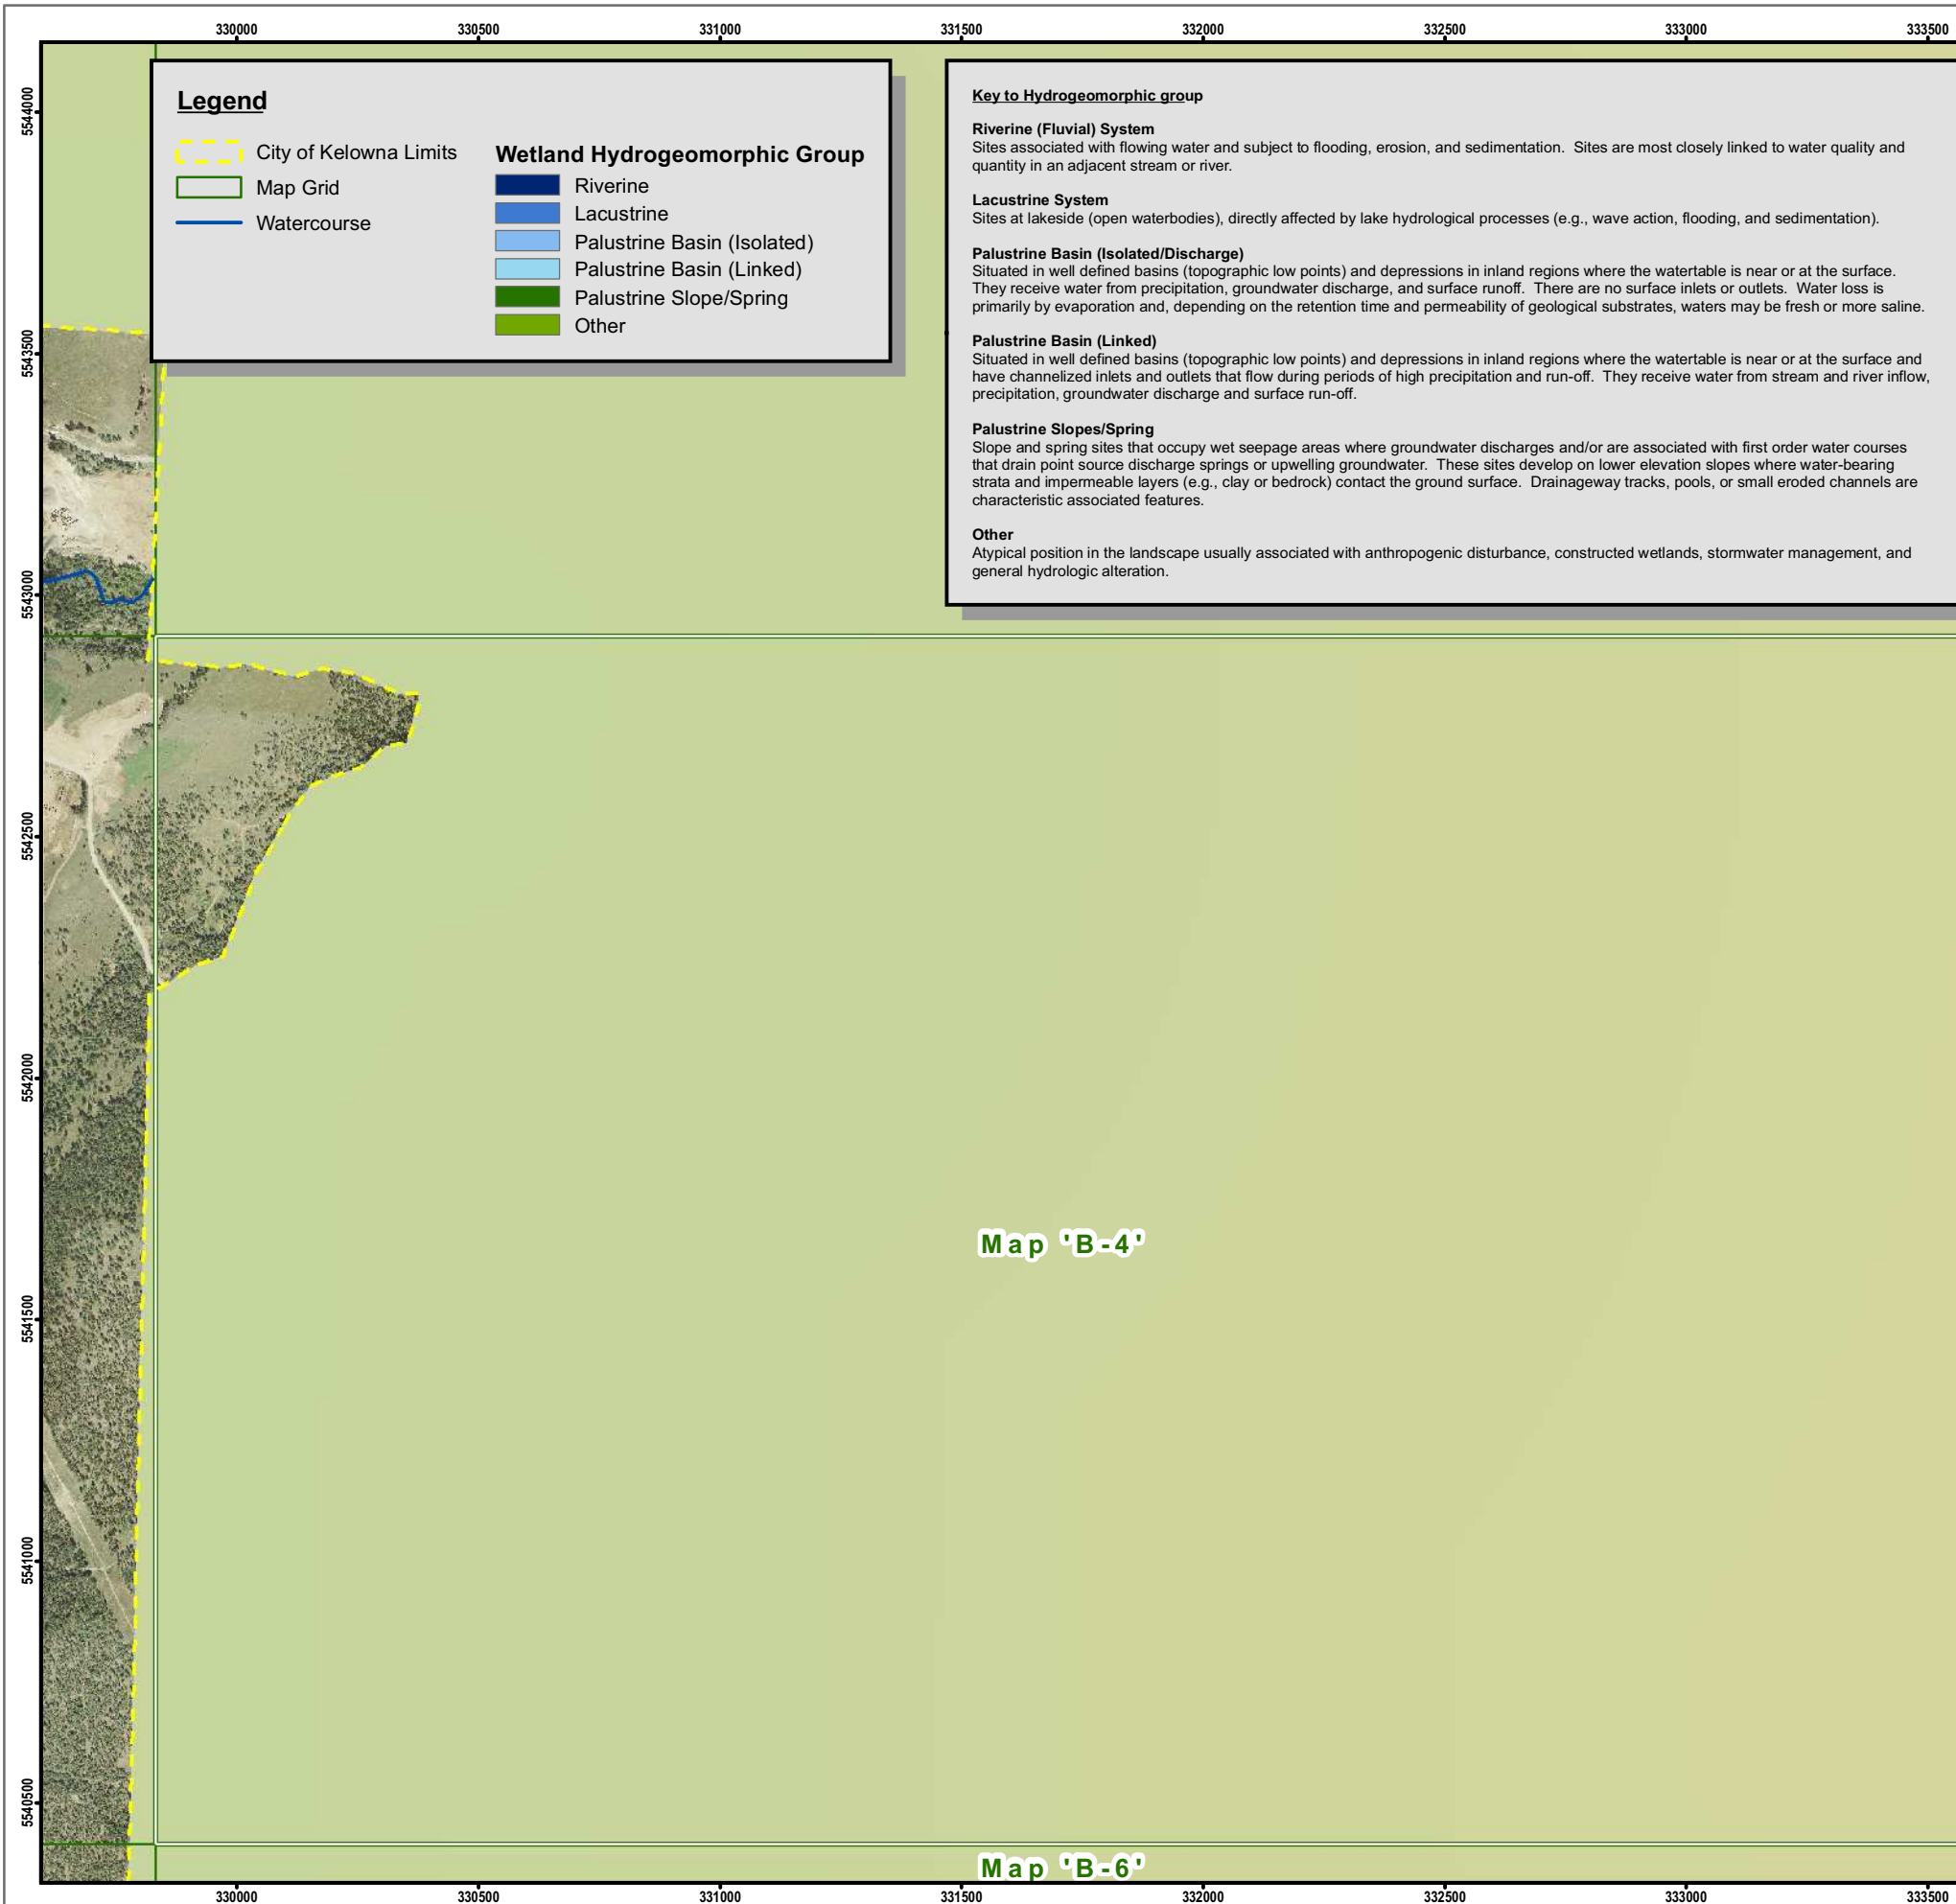 330000 330500 331000 331500 332000 332500 333000 333500
5544000
5543500
5543000
5542500
5542000
5541500
5541000
5540500
Legend
City of Kelowna Limits
Map Grid
Watercourse
Wetland Hydrogeomorphic Group
Riverine
Lacustrine
Palustrine Basin (Isolated)
Palustrine Basin (Linked)
Palustrine Slope/Spring
Other
Key to Hydrogeomorphic group
Riverine (Fluvial) System
Sites associated with flowing water and subject to flooding, erosion, and sedimentation. Sites are most closely linked to water quality and
quantity in an adjacent stream or river.
Lacustrine System
Sites at lakeside (open waterbodies), directly affected by lake hydrological processes (e.g., wave action, flooding, and sedimentation).
Palustrine Basin (Isolated/Discharge)
Situated in well defined basins (topographic low points) and depressions in inland regions where the watertable is near or at the surface.
They receive water from precipitation, groundwater discharge, and surface runoff. There are no surface inlets or outlets. Water loss is
primarily by evaporation and, depending on the retention time and permeability of geological substrates, waters may be fresh or more saline.
Palustrine Basin (Linked)
Situated in well defined basins (topographic low points) and depressions in inland regions where the watertable is near or at the surface and
have channelized inlets and outlets that flow during periods of high precipitation and run-off. They receive water from stream and river inflow,
precipitation, groundwater discharge and surface run-off.
Palustrine Slopes/Spring
Slope and spring sites that occupy wet seepage areas where groundwater discharges and/or are associated with first order water courses
that drain point source discharge springs or upwelling groundwater. These sites develop on lower elevation slopes where water-bearing
strata and impermeable layers (e.g., clay or bedrock) contact the ground surface. Drainageway tracks, pools, or small eroded channels are
characteristic associated features.
Other
Atypical position in the landscape usually associated with anthropogenic disturbance, constructed wetlands, stormwater management, and
general hydrologic alteration.
Map 'B-4'
Map 'B-6'
330000 330500 331000 331500 332000 332500 333000 333500